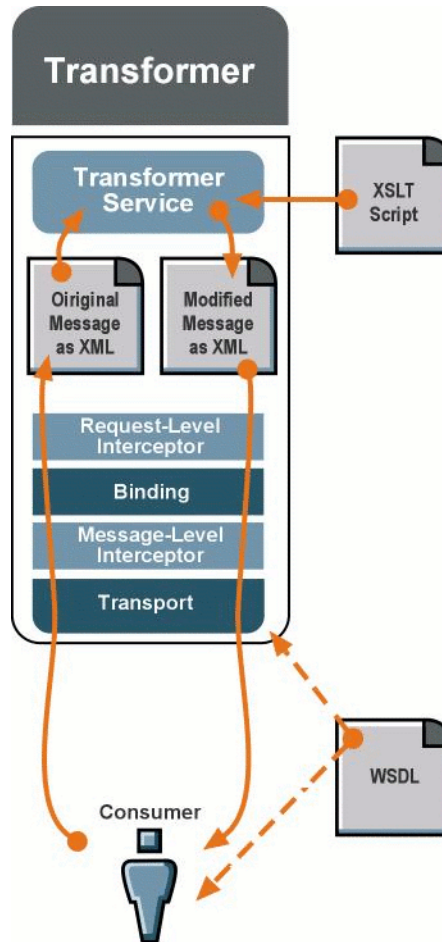 Transformer
Transformer
Service
XSLT
Script
Oiriginal
Message
as XML
Modified
Message
as XML
Request-Level
Interceptor
Binding
Message-Level
Interceptor
Transport
WSDL
Consumer